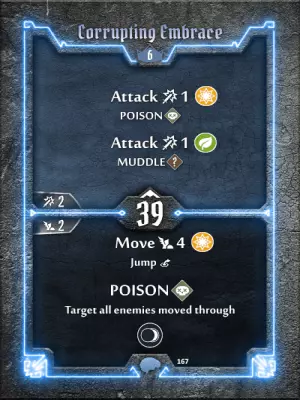 Corrupting Embrace
6
Attack 1
POISON
Attack 1
MUDDLE ?
2
39
2
Move 4
Jump
POISON
Target all enemies moved through
167